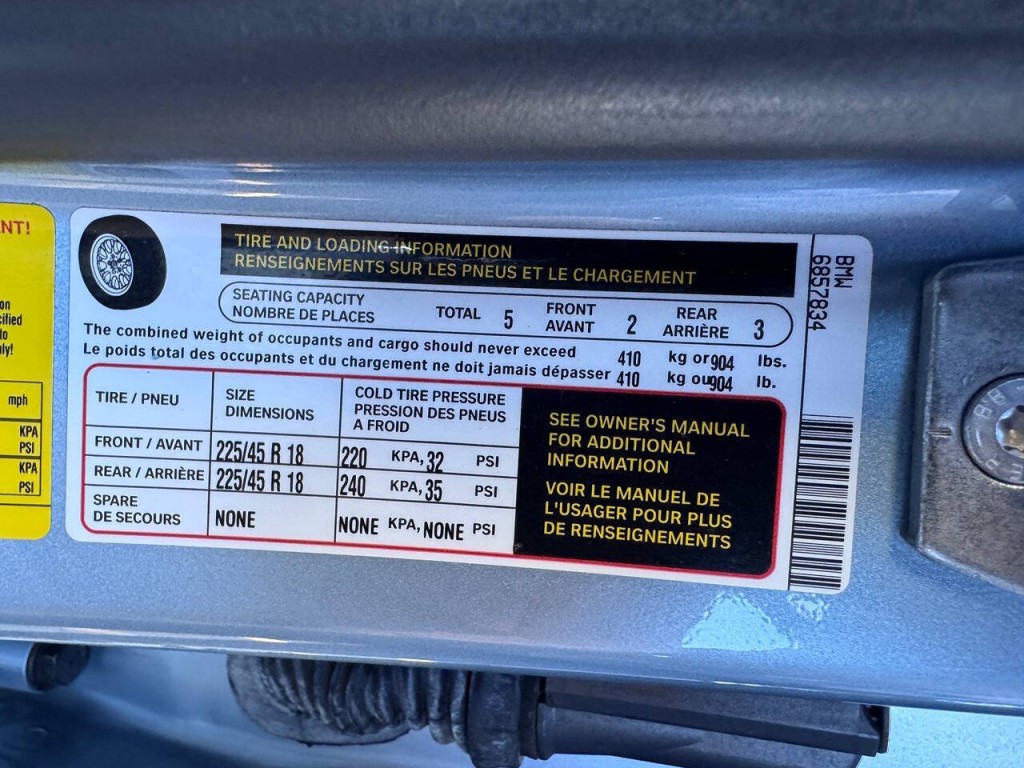 NT!
on
cified
to
ly!
mph
KPA
PSI
KPA
PSI
TIRE AND LOADING INFORMATION
RENSEIGNEMENTS SUR LES PNEUS ET LE CHARGEMENT
SEATING CAPACITY
NOMBRE DE PLACES
TOTAL 5
FRONT
AVANT 2
REAR
ARRIÈRE 3
The combined weight of occupants and cargo should never exceed 410 kg or 904 lbs.
Le poids total des occupants et du chargement ne doit jamais dépasser 410 kg ou 904 lb.
TIRE / PNEU
SIZE
DIMENSIONS
COLD TIRE PRESSURE
PRESSION DES PNEUS
A FROID
FRONT / AVANT 225/45 R 18 220 KPA, 32 PSI
REAR / ARRIÈRE 225/45 R 18 240 KPA, 35 PSI
SPARE
DE SECOURS
NONE NONE KPA, NONE PSI
SEE OWNER'S MANUAL
FOR ADDITIONAL
INFORMATION
VOIR LE MANUEL DE
L'USAGER POUR PLUS
DE RENSEIGNEMENTS
BMW
6857834